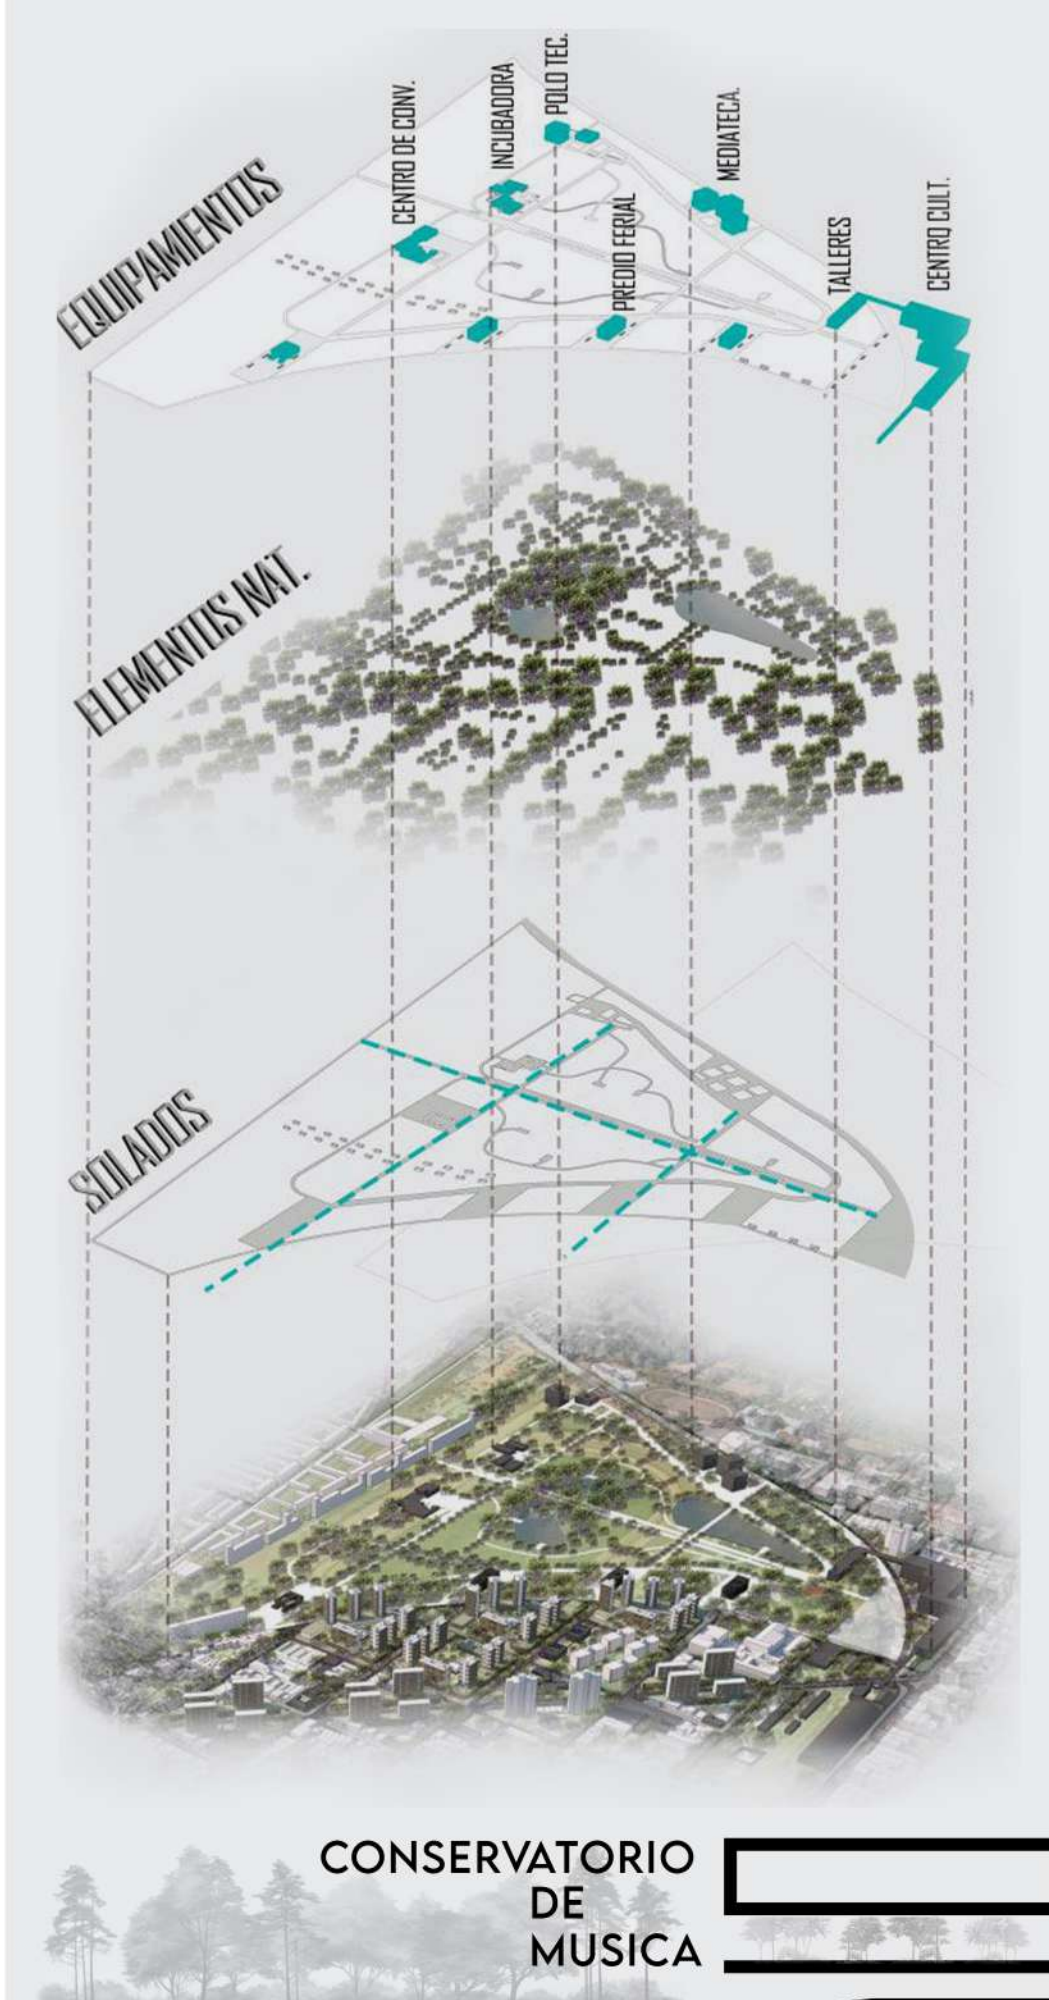 EQUIPAMIENTOS
CENTRO DE CONV.
INCUBADORA
POLO TEC.
PREDIO FERIAL
MEDIATECA.
TALLERES
CENTRO CULT.
ELEMENTOS NAT.
SOLADOS
CONSERVATORIO
DE
MUSICA